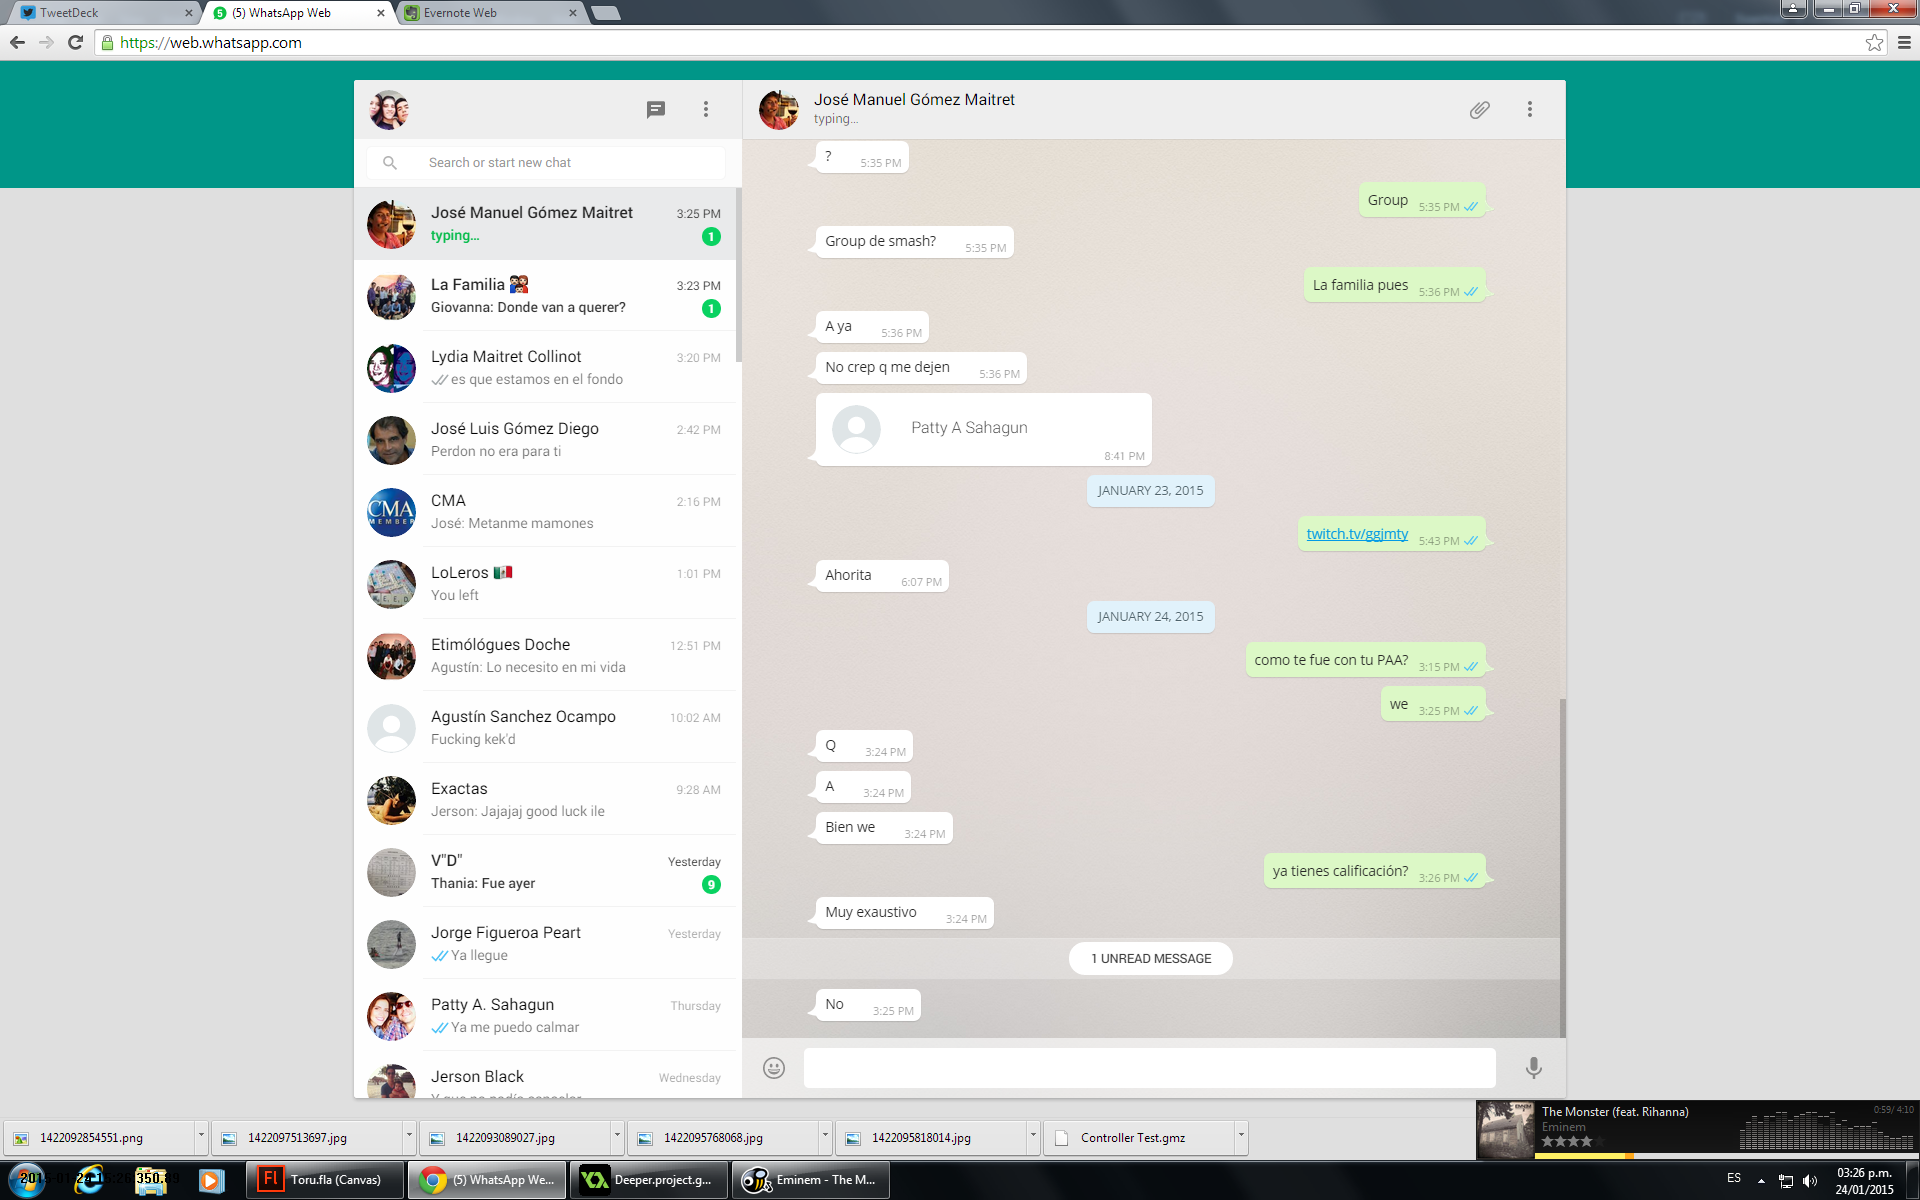 TweetDeck
(5) WhatsApp Web
Evernote Web
https://web.whatsapp.com
Search or start new chat
José Manuel Gómez Maitret
3:25 PM
typing...
1
La Familia
3:23 PM
Giovanna: Donde van a querer?
1
Lydia Maitret Collinot
3:20 PM
es que estamos en el fondo
José Luis Gómez Diego
2:42 PM
Perdon no era para ti
CMA
MEMBER
CMA
2:16 PM
José: Metanme mamones
LoLeros
1:01 PM
You left
Etimólógues Doche
12:51 PM
Agustín: Lo necesito en mi vida
Agustín Sanchez Ocampo
10:02 AM
Fucking kek'd
Exactas
9:28 AM
Jerson: Jajajaj good luck ile
V"D"
Yesterday
Thania: Fue ayer
9
Jorge Figueroa Peart
Yesterday
Ya llegue
Patty A. Sahagun
Thursday
Ya me puedo calmar
Jerson Black
Wednesday
José Manuel Gómez Maitret
typing...
? 5:35 PM
Group 5:35 PM
Group de smash? 5:35 PM
La familia pues 5:36 PM
A ya 5:36 PM
No crep q me dejen 5:36 PM
Patty A Sahagun
8:41 PM
JANUARY 23, 2015
twitch.tv/ggjmty 5:43 PM
Ahorita 6:07 PM
JANUARY 24, 2015
como te fue con tu PAA? 3:15 PM
we 3:25 PM
Q 3:24 PM
A 3:24 PM
Bien we 3:24 PM
ya tienes calificación? 3:26 PM
Muy exaustivo 3:24 PM
1 UNREAD MESSAGE
No 3:25 PM
1422092854551.png
1422097513697.jpg
1422093089027.jpg
1422095768068.jpg
1422095818014.jpg
Controller Test.gmz
The Monster (feat. Rihanna)
0:59/ 4:10
Eminem
Toru.fla (Canvas)
(5) WhatsApp We...
Deeper.project.g...
Eminem - The M...
ES
03:26 p.m.
24/01/2015